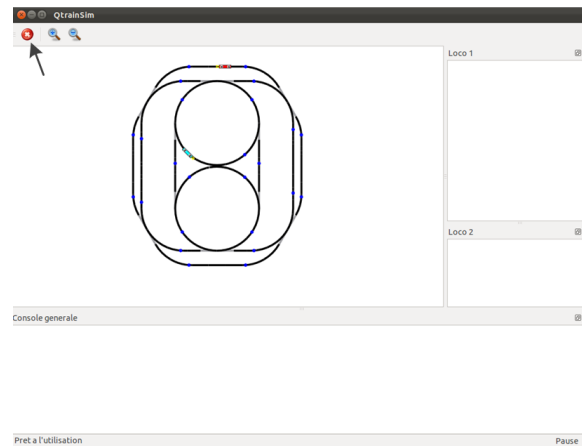 QtrainSim
Loco 1
Loco 2
Console generale
Pret a l'utilisation
Pause